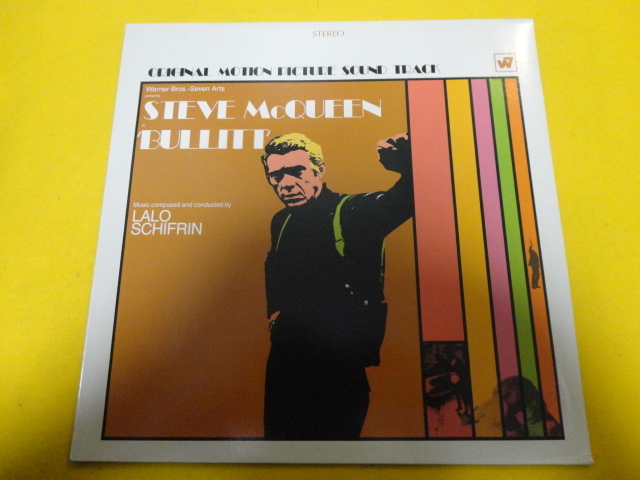 STEREO
ORIGINAL MOTION PICTURE SOUND TRACK
Warner Bros.-Seven Arts
presents
STEVE McQUEEN
in
'BULLITT'
Music composed and conducted by
LALO
SCHIFRIN